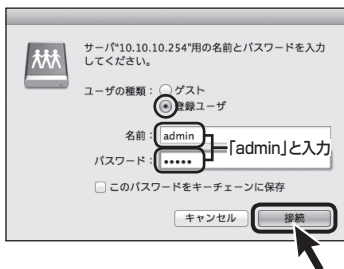 サーバ"10.10.10.254"用の名前とパスワードを入力
してください。
ユーザの種類：ゲスト
登録ユーザ
名前：admin
パスワード：•••••
「admin」と入力
このパスワードをキーチェーンに保存
キャンセル 接続